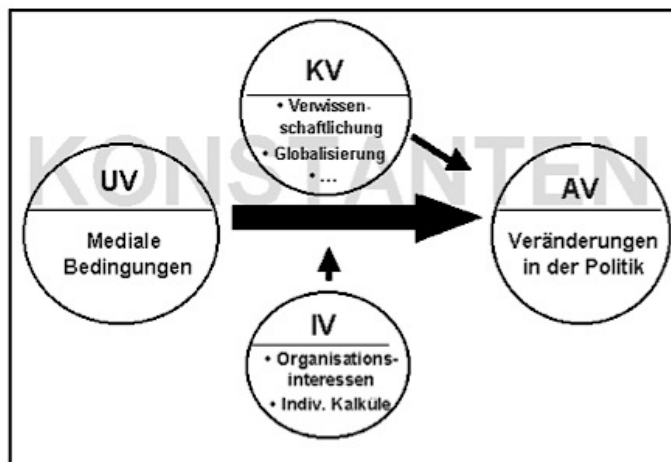 KONSTANTEN
KV
• Verwissen-
schaftlichung
• Globalisierung
• ...
UV
Mediale
Bedingungen
AV
Veränderungen
in der Politik
IV
• Organisations-
interessen
• Indiv. Kalküle